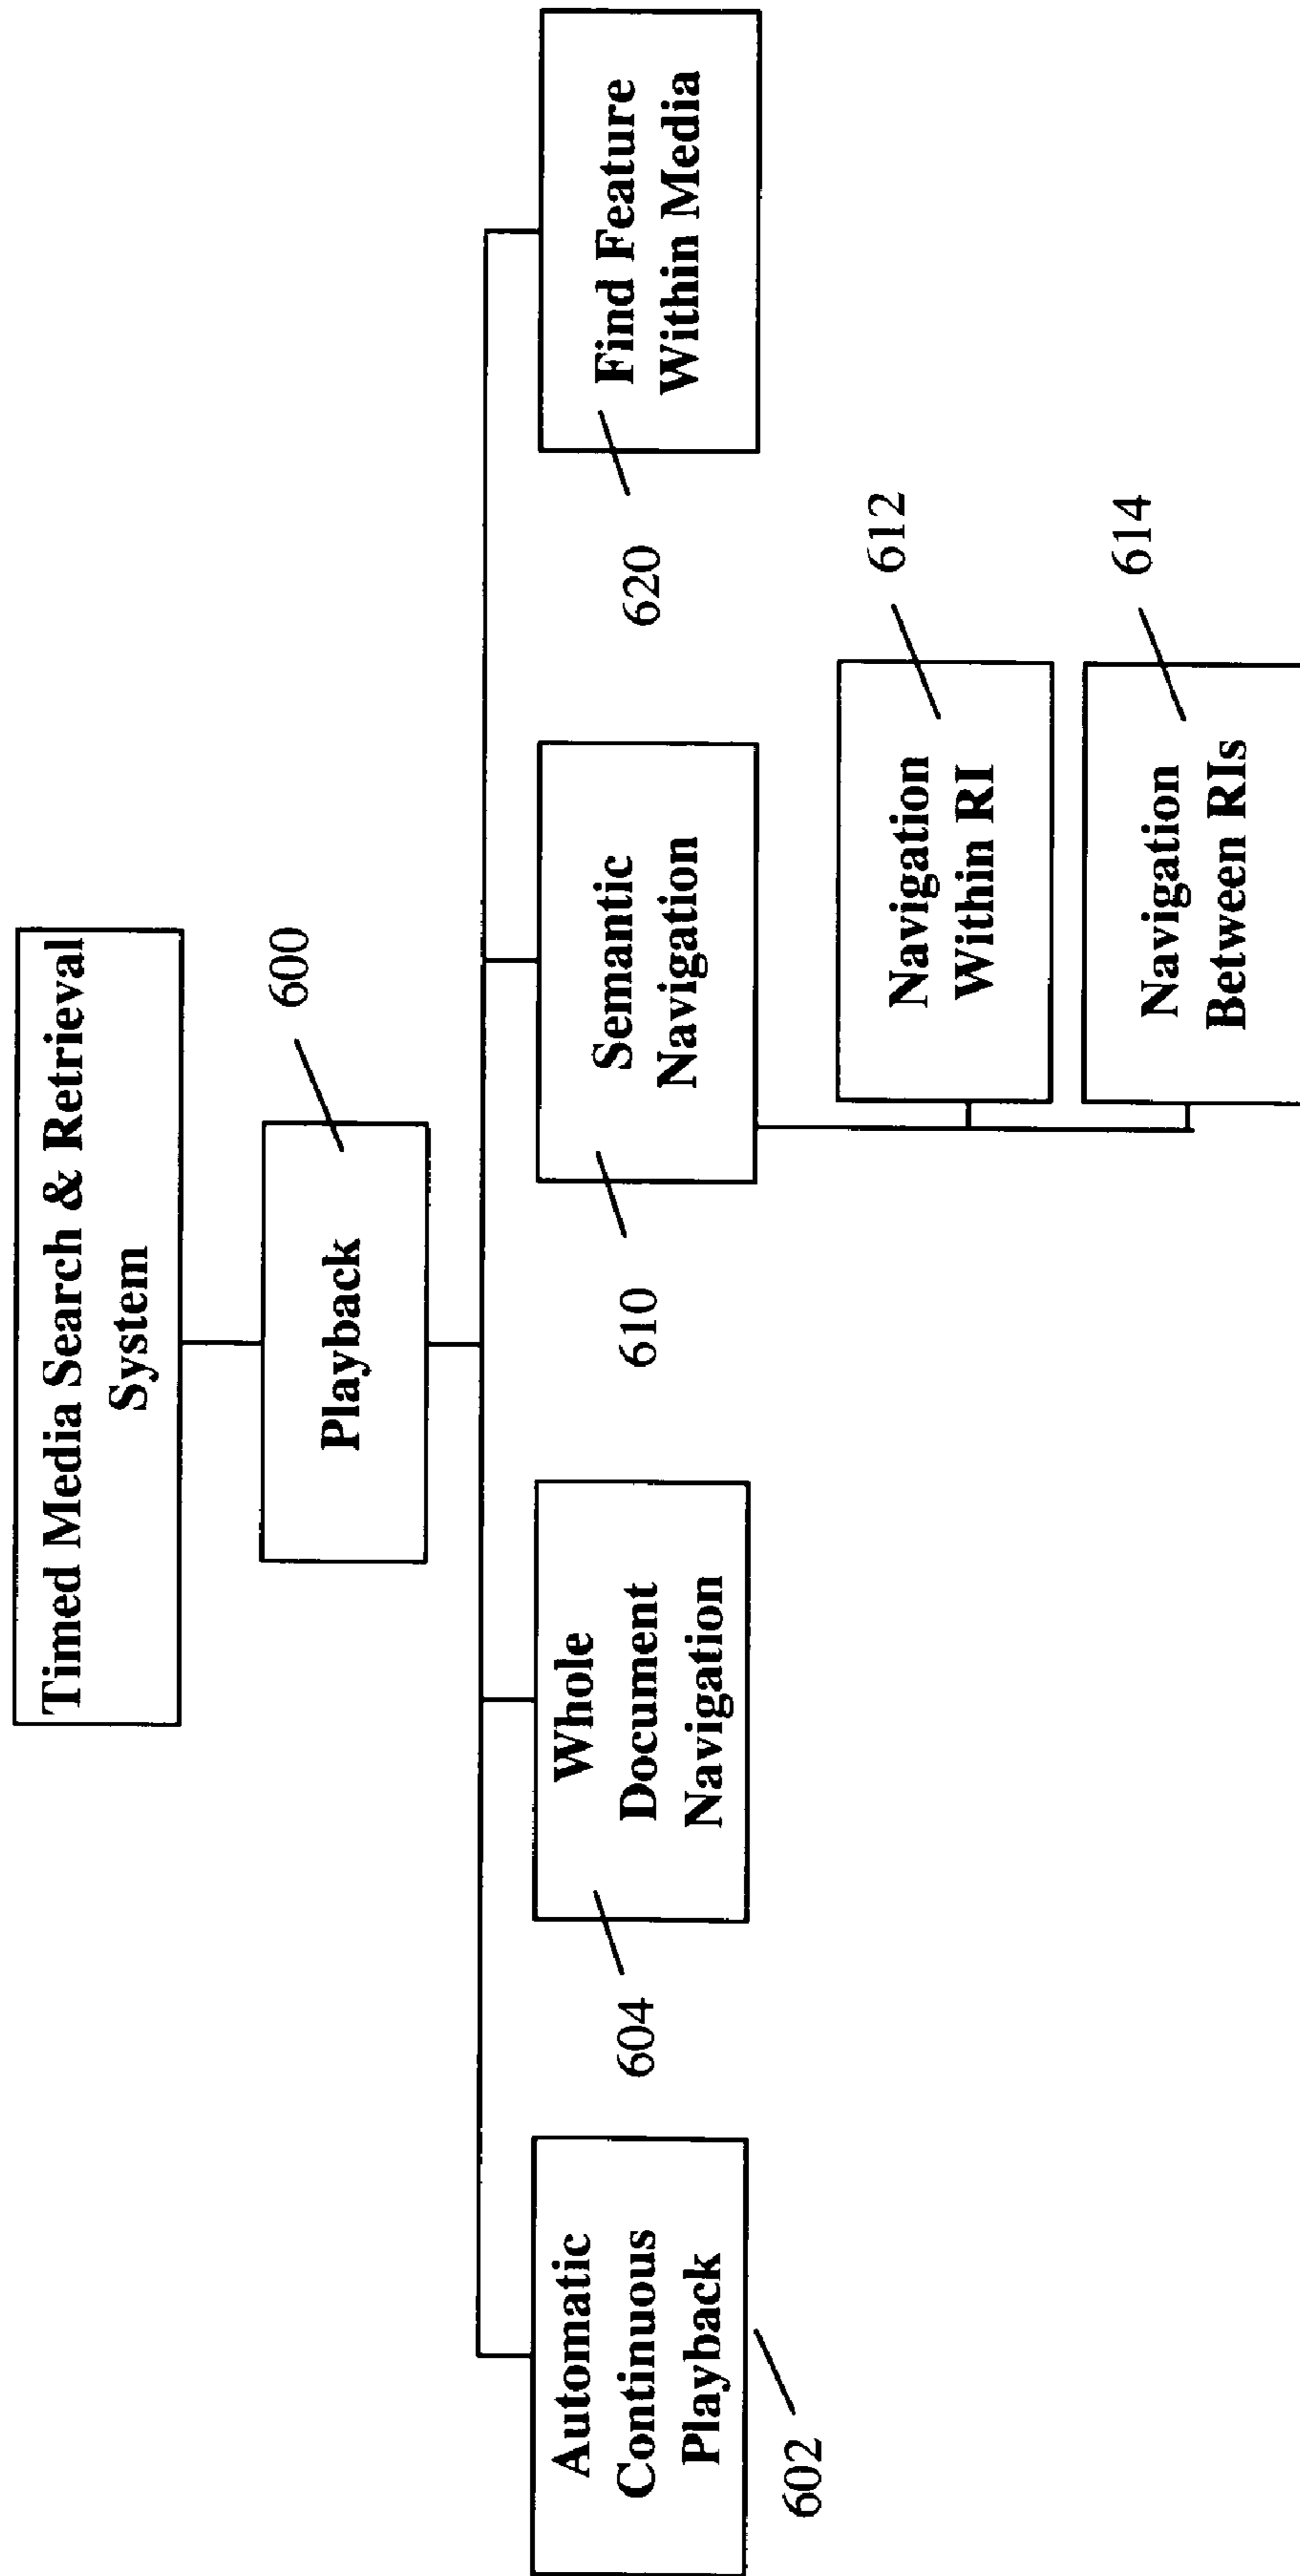 Timed Media Search & Retrieval
System
600
Playback
Automatic
Continuous
Playback
602
Whole
Document
Navigation
604
Semantic
Navigation
610
Find Feature
Within Media
620
Navigation
Within RI
612
Navigation
Between RIs
614